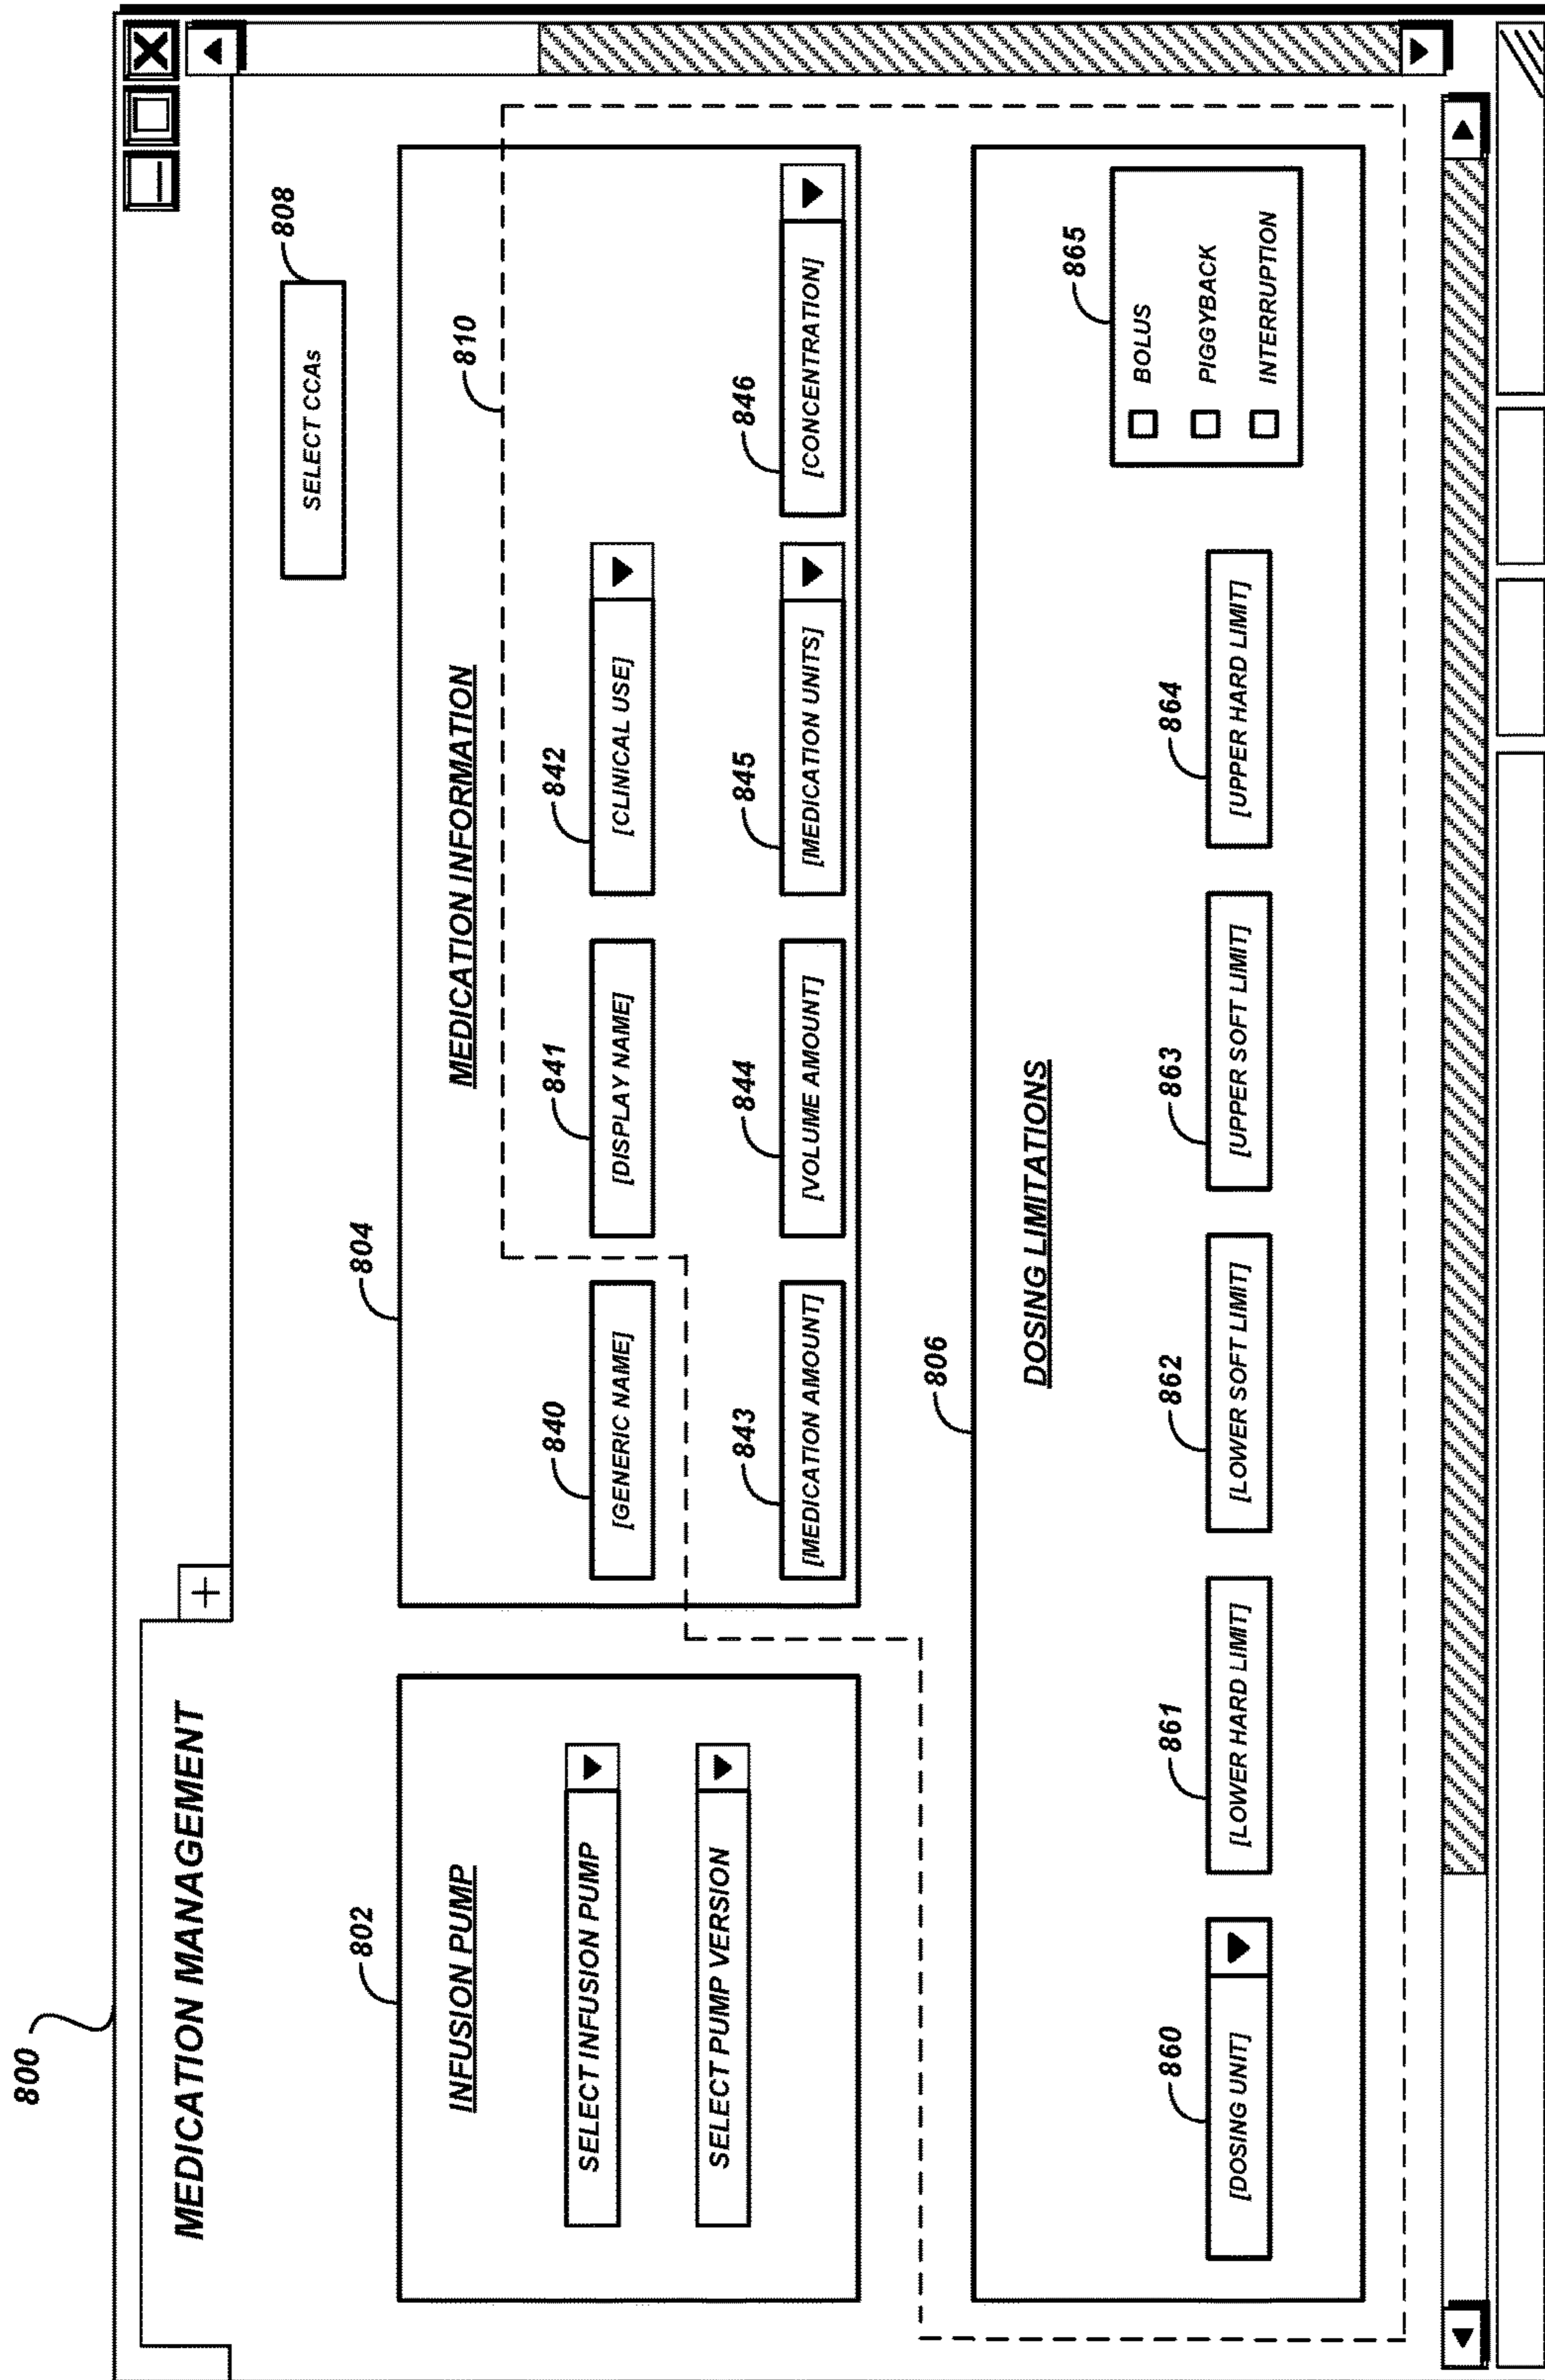 800
MEDICATION MANAGEMENT
+
808
SELECT CCAs
802
INFUSION PUMP
SELECT INFUSION PUMP
SELECT PUMP VERSION
804
MEDICATION INFORMATION
810
840
[GENERIC NAME]
841
[DISPLAY NAME]
842
[CLINICAL USE]
843
[MEDICATION AMOUNT]
844
[VOLUME AMOUNT]
845
[MEDICATION UNITS]
846
[CONCENTRATION]
806
DOSING LIMITATIONS
860
[DOSING UNIT]
861
[LOWER HARD LIMIT]
862
[LOWER SOFT LIMIT]
863
[UPPER SOFT LIMIT]
864
[UPPER HARD LIMIT]
865
BOLUS
PIGGYBACK
INTERRUPTION